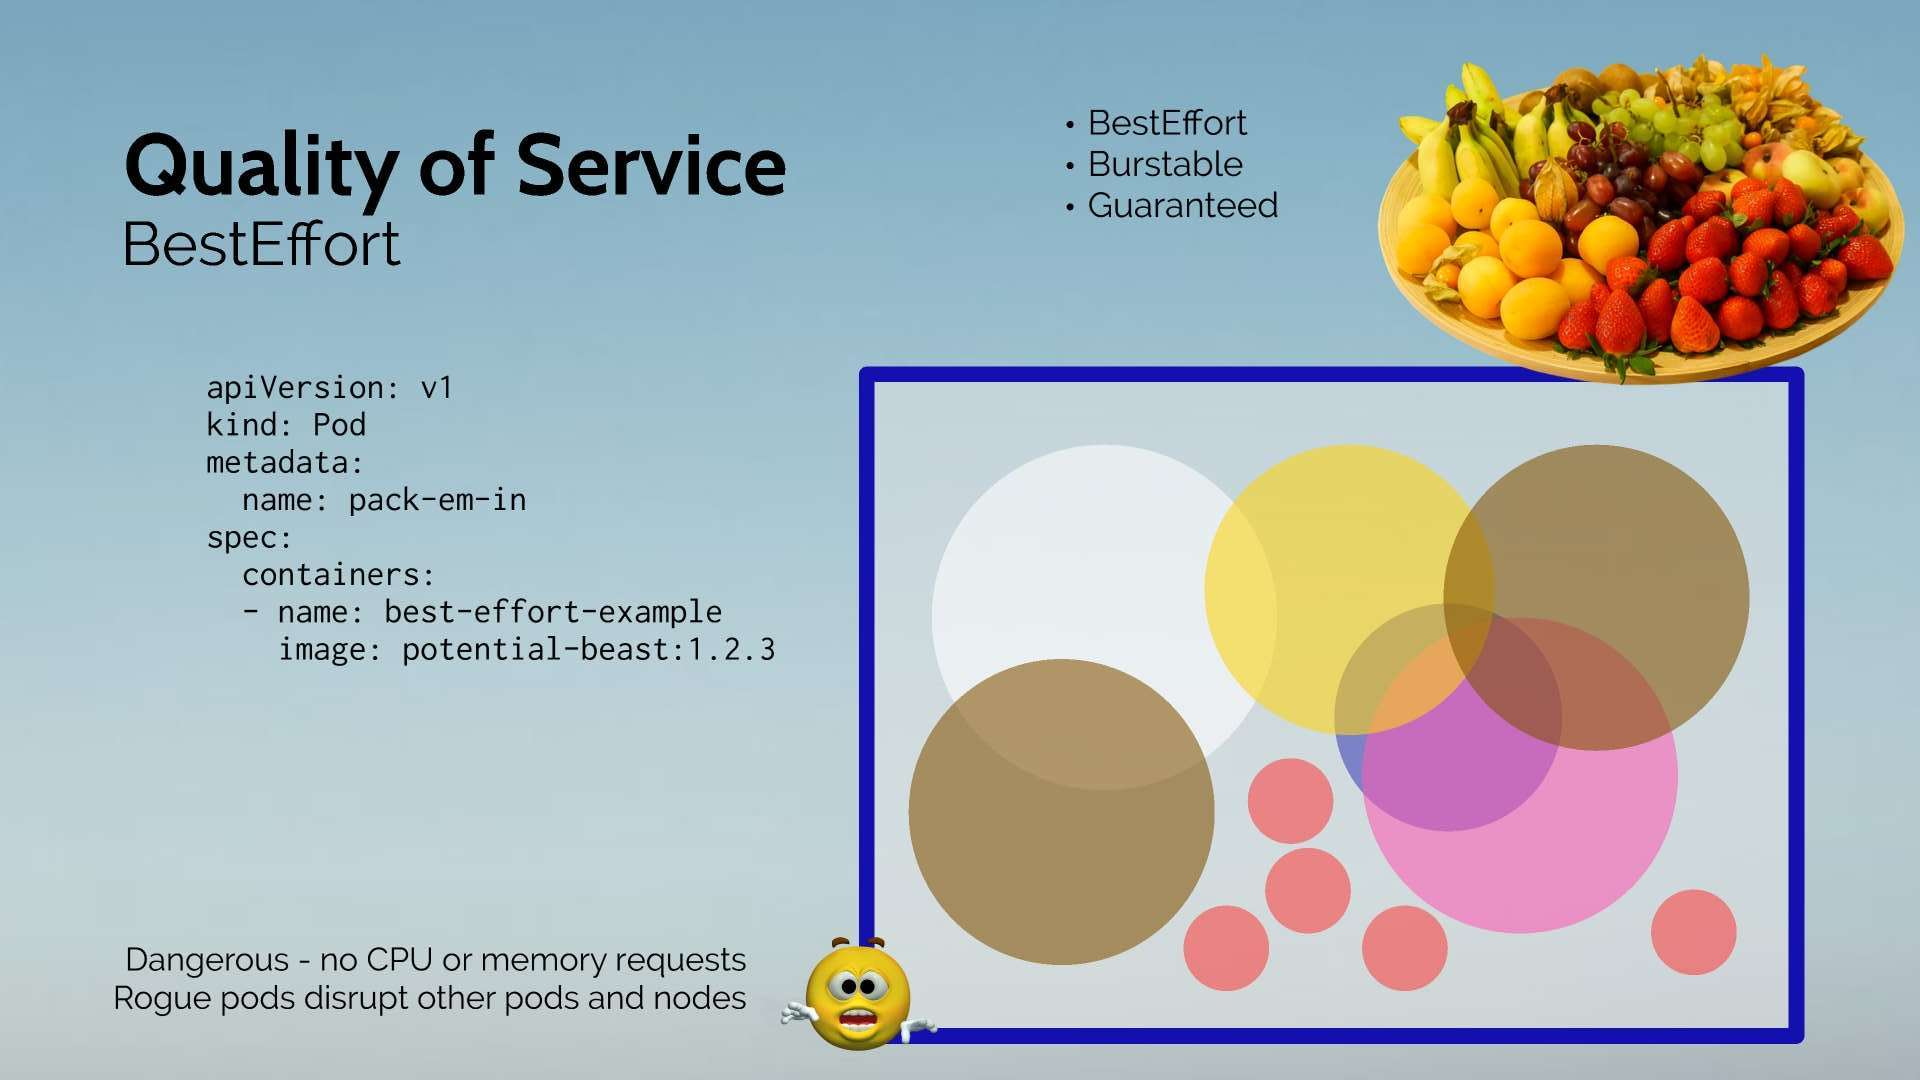 Quality of Service
BestEffort
• BestEffort
• Burstable
• Guaranteed
apiVersion: v1
kind: Pod
metadata:
  name: pack-em-in
spec:
  containers:
  - name: best-effort-example
    image: potential-beast:1.2.3
Dangerous - no CPU or memory requests
Rogue pods disrupt other pods and nodes